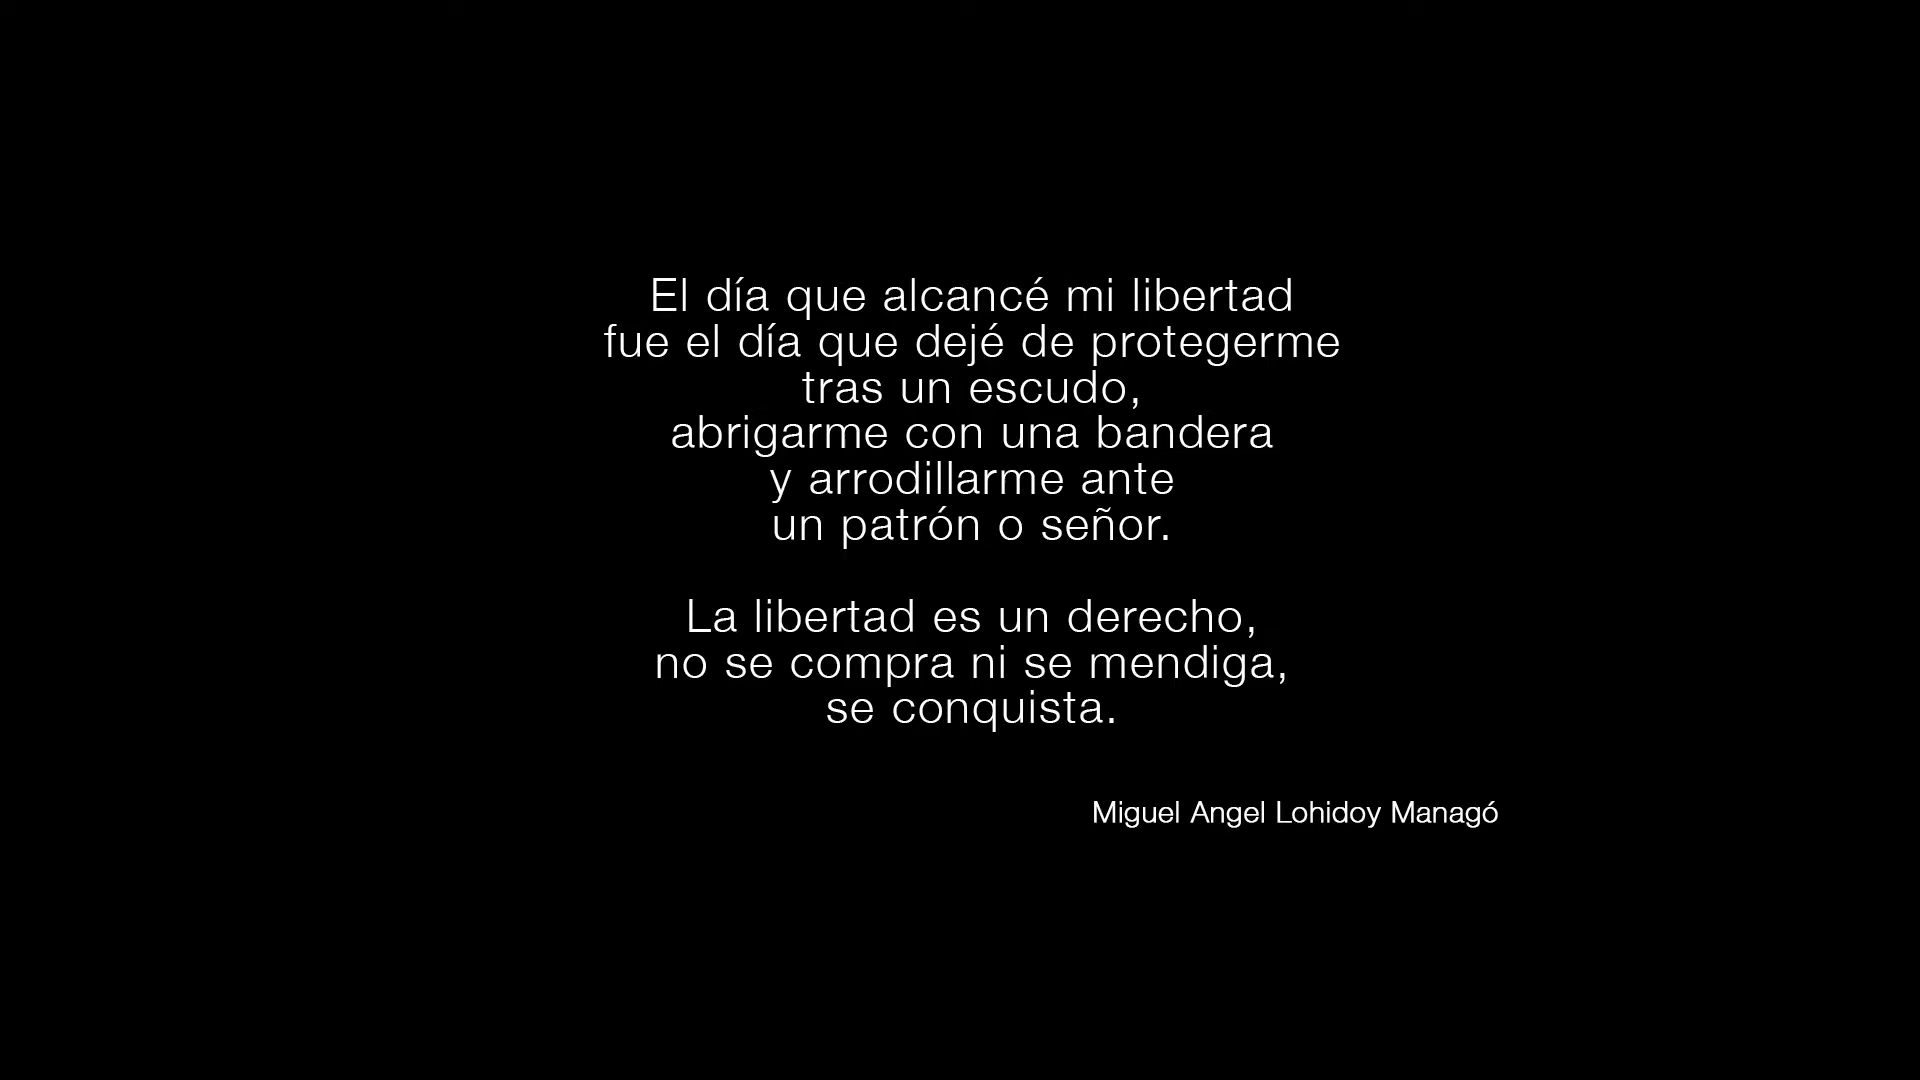 El día que alcancé mi libertad
fue el día que dejé de protegerme
tras un escudo,
abrigarme con una bandera
y arrodillarme ante
un patrón o señor.
La libertad es un derecho,
no se compra ni se mendiga,
se conquista.
Miguel Angel Lohidoy Managó